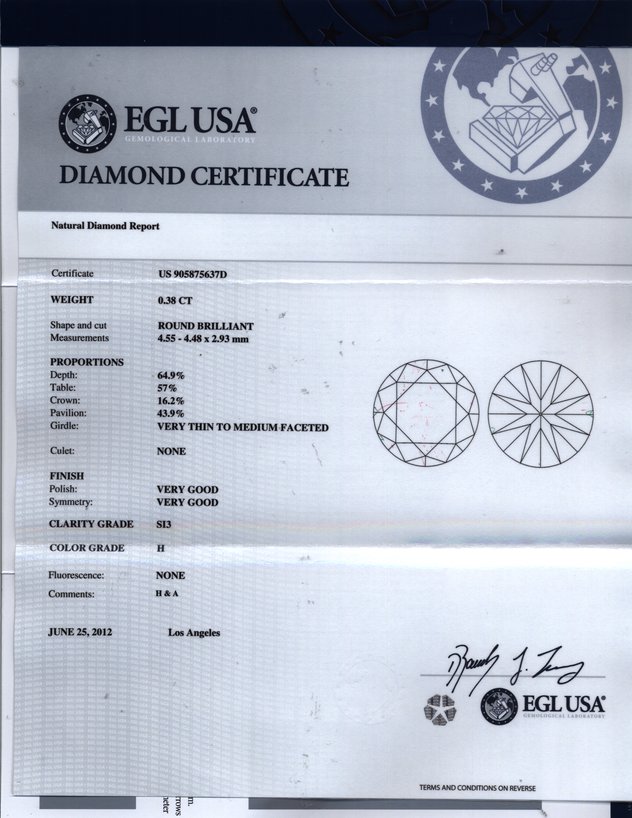 EGL USA®
GEMOLOGICAL LABORATORY
DIAMOND CERTIFICATE
Natural Diamond Report
Certificate US 905875637D
WEIGHT 0.38 CT
Shape and cut ROUND BRILLIANT
Measurements 4.55 - 4.48 x 2.93 mm
PROPORTIONS
Depth: 64.9%
Table: 57%
Crown: 16.2%
Pavilion: 43.9%
Girdle: VERY THIN TO MEDIUM FACETED
Culet: NONE
FINISH
Polish: VERY GOOD
Symmetry: VERY GOOD
CLARITY GRADE SI3
COLOR GRADE H
Fluorescence: NONE
Comments: H & A
JUNE 25, 2012 Los Angeles
EGL USA®
GEMOLOGICAL LABORATORY
TERMS AND CONDITIONS ON REVERSE